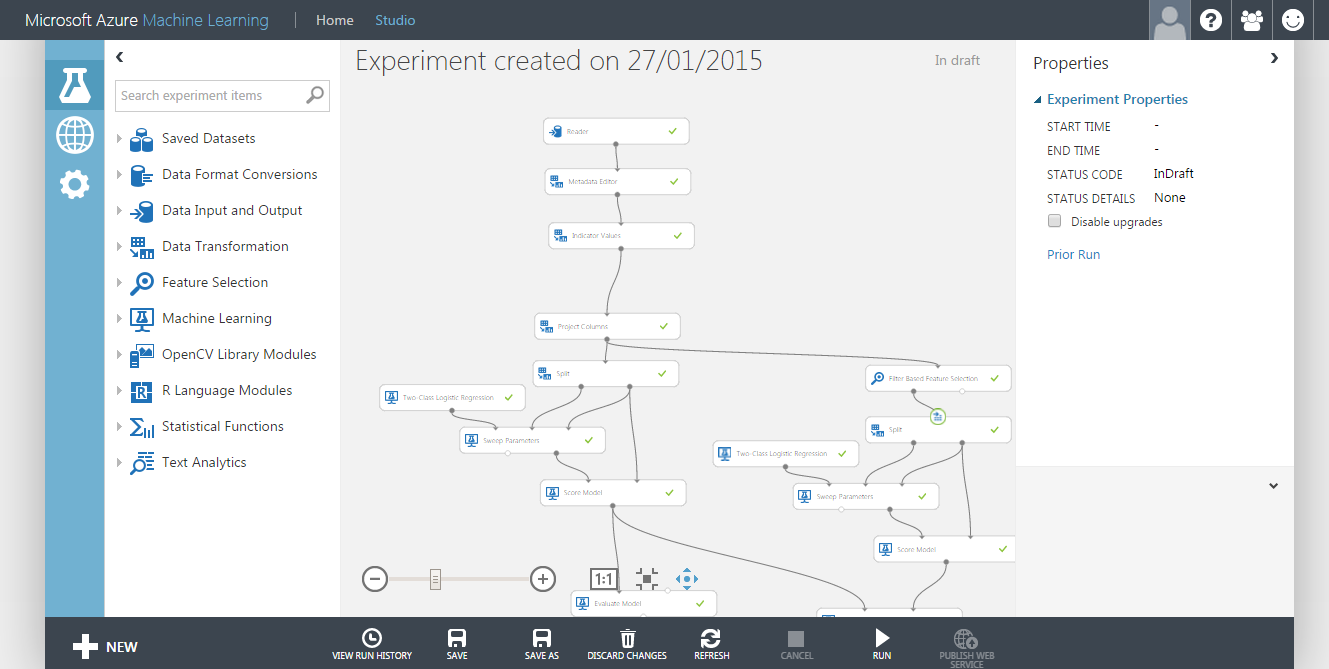 Microsoft Azure Machine Learning | Home Studio
Experiment created on 27/01/2015
In draft
Search experiment items
Saved Datasets
Data Format Conversions
Data Input and Output
Data Transformation
Feature Selection
Machine Learning
OpenCV Library Modules
R Language Modules
Statistical Functions
Text Analytics
Reader
Metadata Editor
Indicator Values
Project Columns
Split
Filter Based Feature Selection
Two-Class Logistic Regression
Split
Sweep Parameters
Two-Class Logistic Regression
Score Model
Sweep Parameters
Score Model
1:1
Evaluate Model
Properties
Experiment Properties
START TIME -
END TIME -
STATUS CODE InDraft
STATUS DETAILS None
Disable upgrades
Prior Run
NEW
VIEW RUN HISTORY
SAVE
SAVE AS
DISCARD CHANGES
REFRESH
CANCEL
RUN
PUBLISH WEB
SERVICE